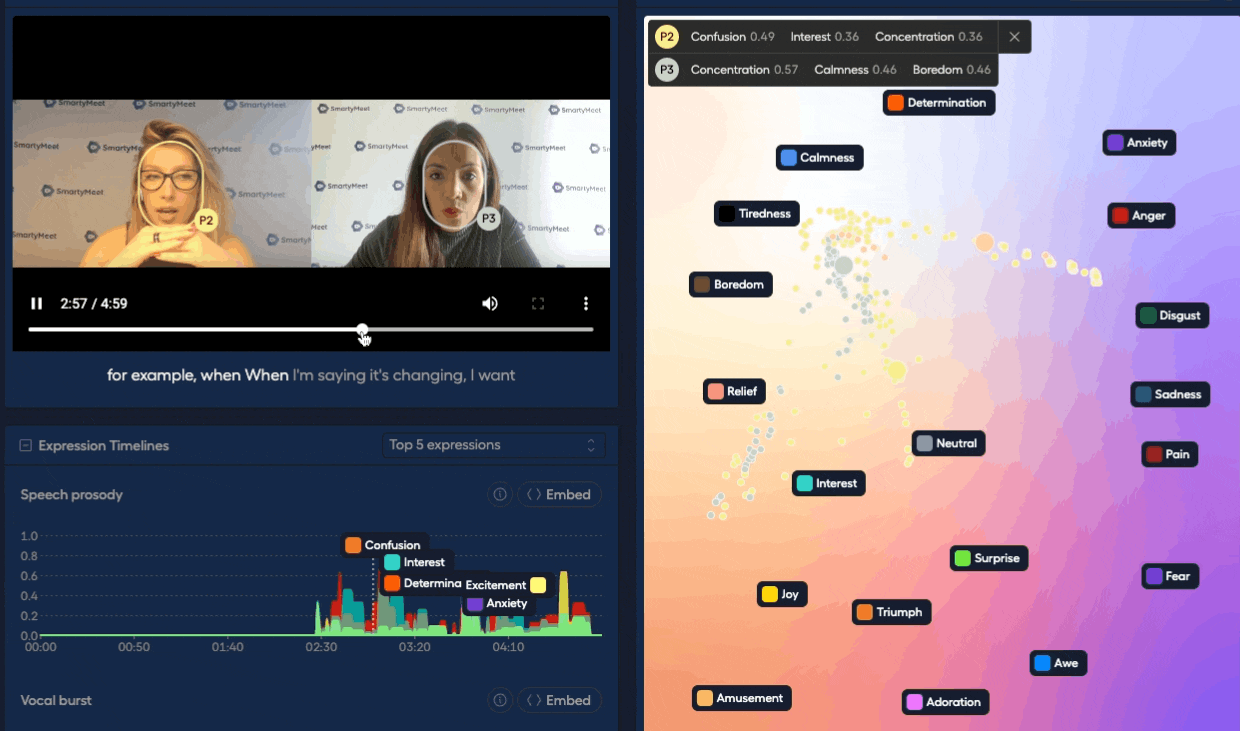 SmartyMeet
SmartyMeet
SmartyMeet
SmartyMeet
SmartyMeet
SmartyMeet
SmartyMeet
SmartyMeet
SmartyMeet
P2
P3
2:57 / 4:59
for example, when When I'm saying it's changing, I want
Expression Timelines
Top 5 expressions
Speech prosody
Embed
1.0
0.8
0.6
0.4
0.2
0.0
Confusion
Interest
Determina
Excitement
Anxiety
00:00 00:50 01:40 02:30 03:20 04:10
Vocal burst
Embed
P2 Confusion 0.49 Interest 0.36 Concentration 0.36
P3 Concentration 0.57 Calmness 0.46 Boredom 0.46
Determination
Anxiety
Calmness
Tiredness
Anger
Boredom
Disgust
Relief
Sadness
Neutral
Pain
Interest
Surprise
Fear
Joy
Triumph
Awe
Amusement
Adoration